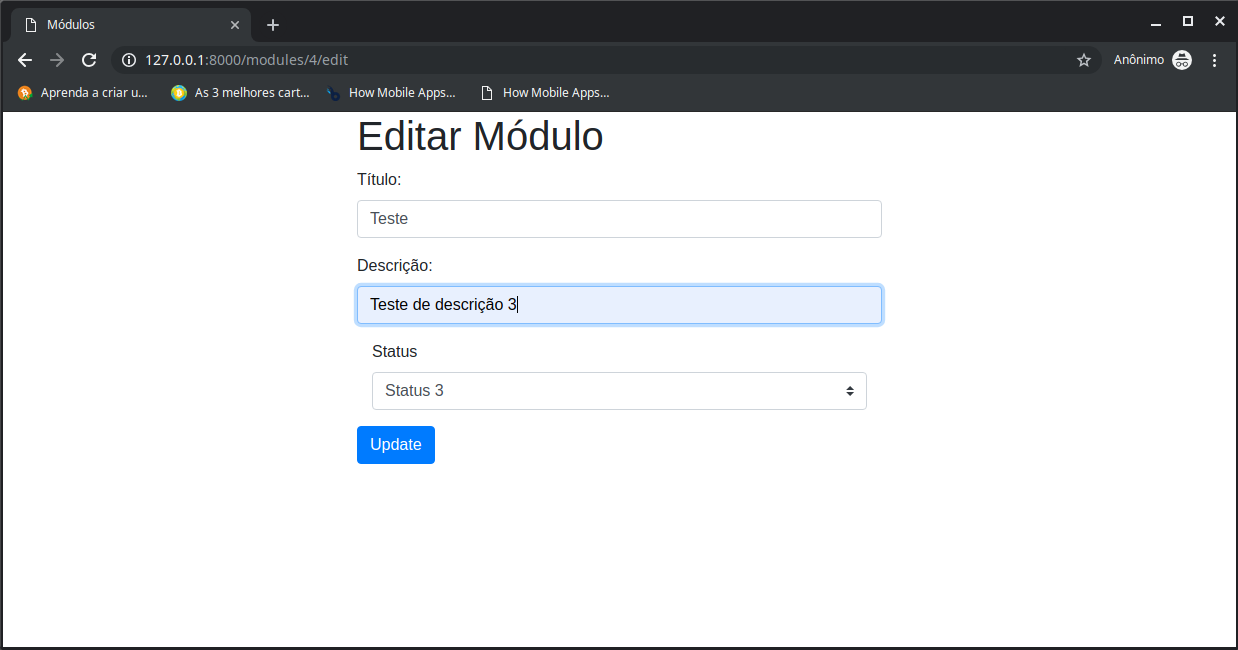 Módulos
127.0.0.1:8000/modules/4/edit
Anônimo
Aprenda a criar u... As 3 melhores cart... How Mobile Apps... How Mobile Apps...
Editar Módulo
Título:
Teste
Descrição:
Teste de descrição 3
Status
Status 3
Update